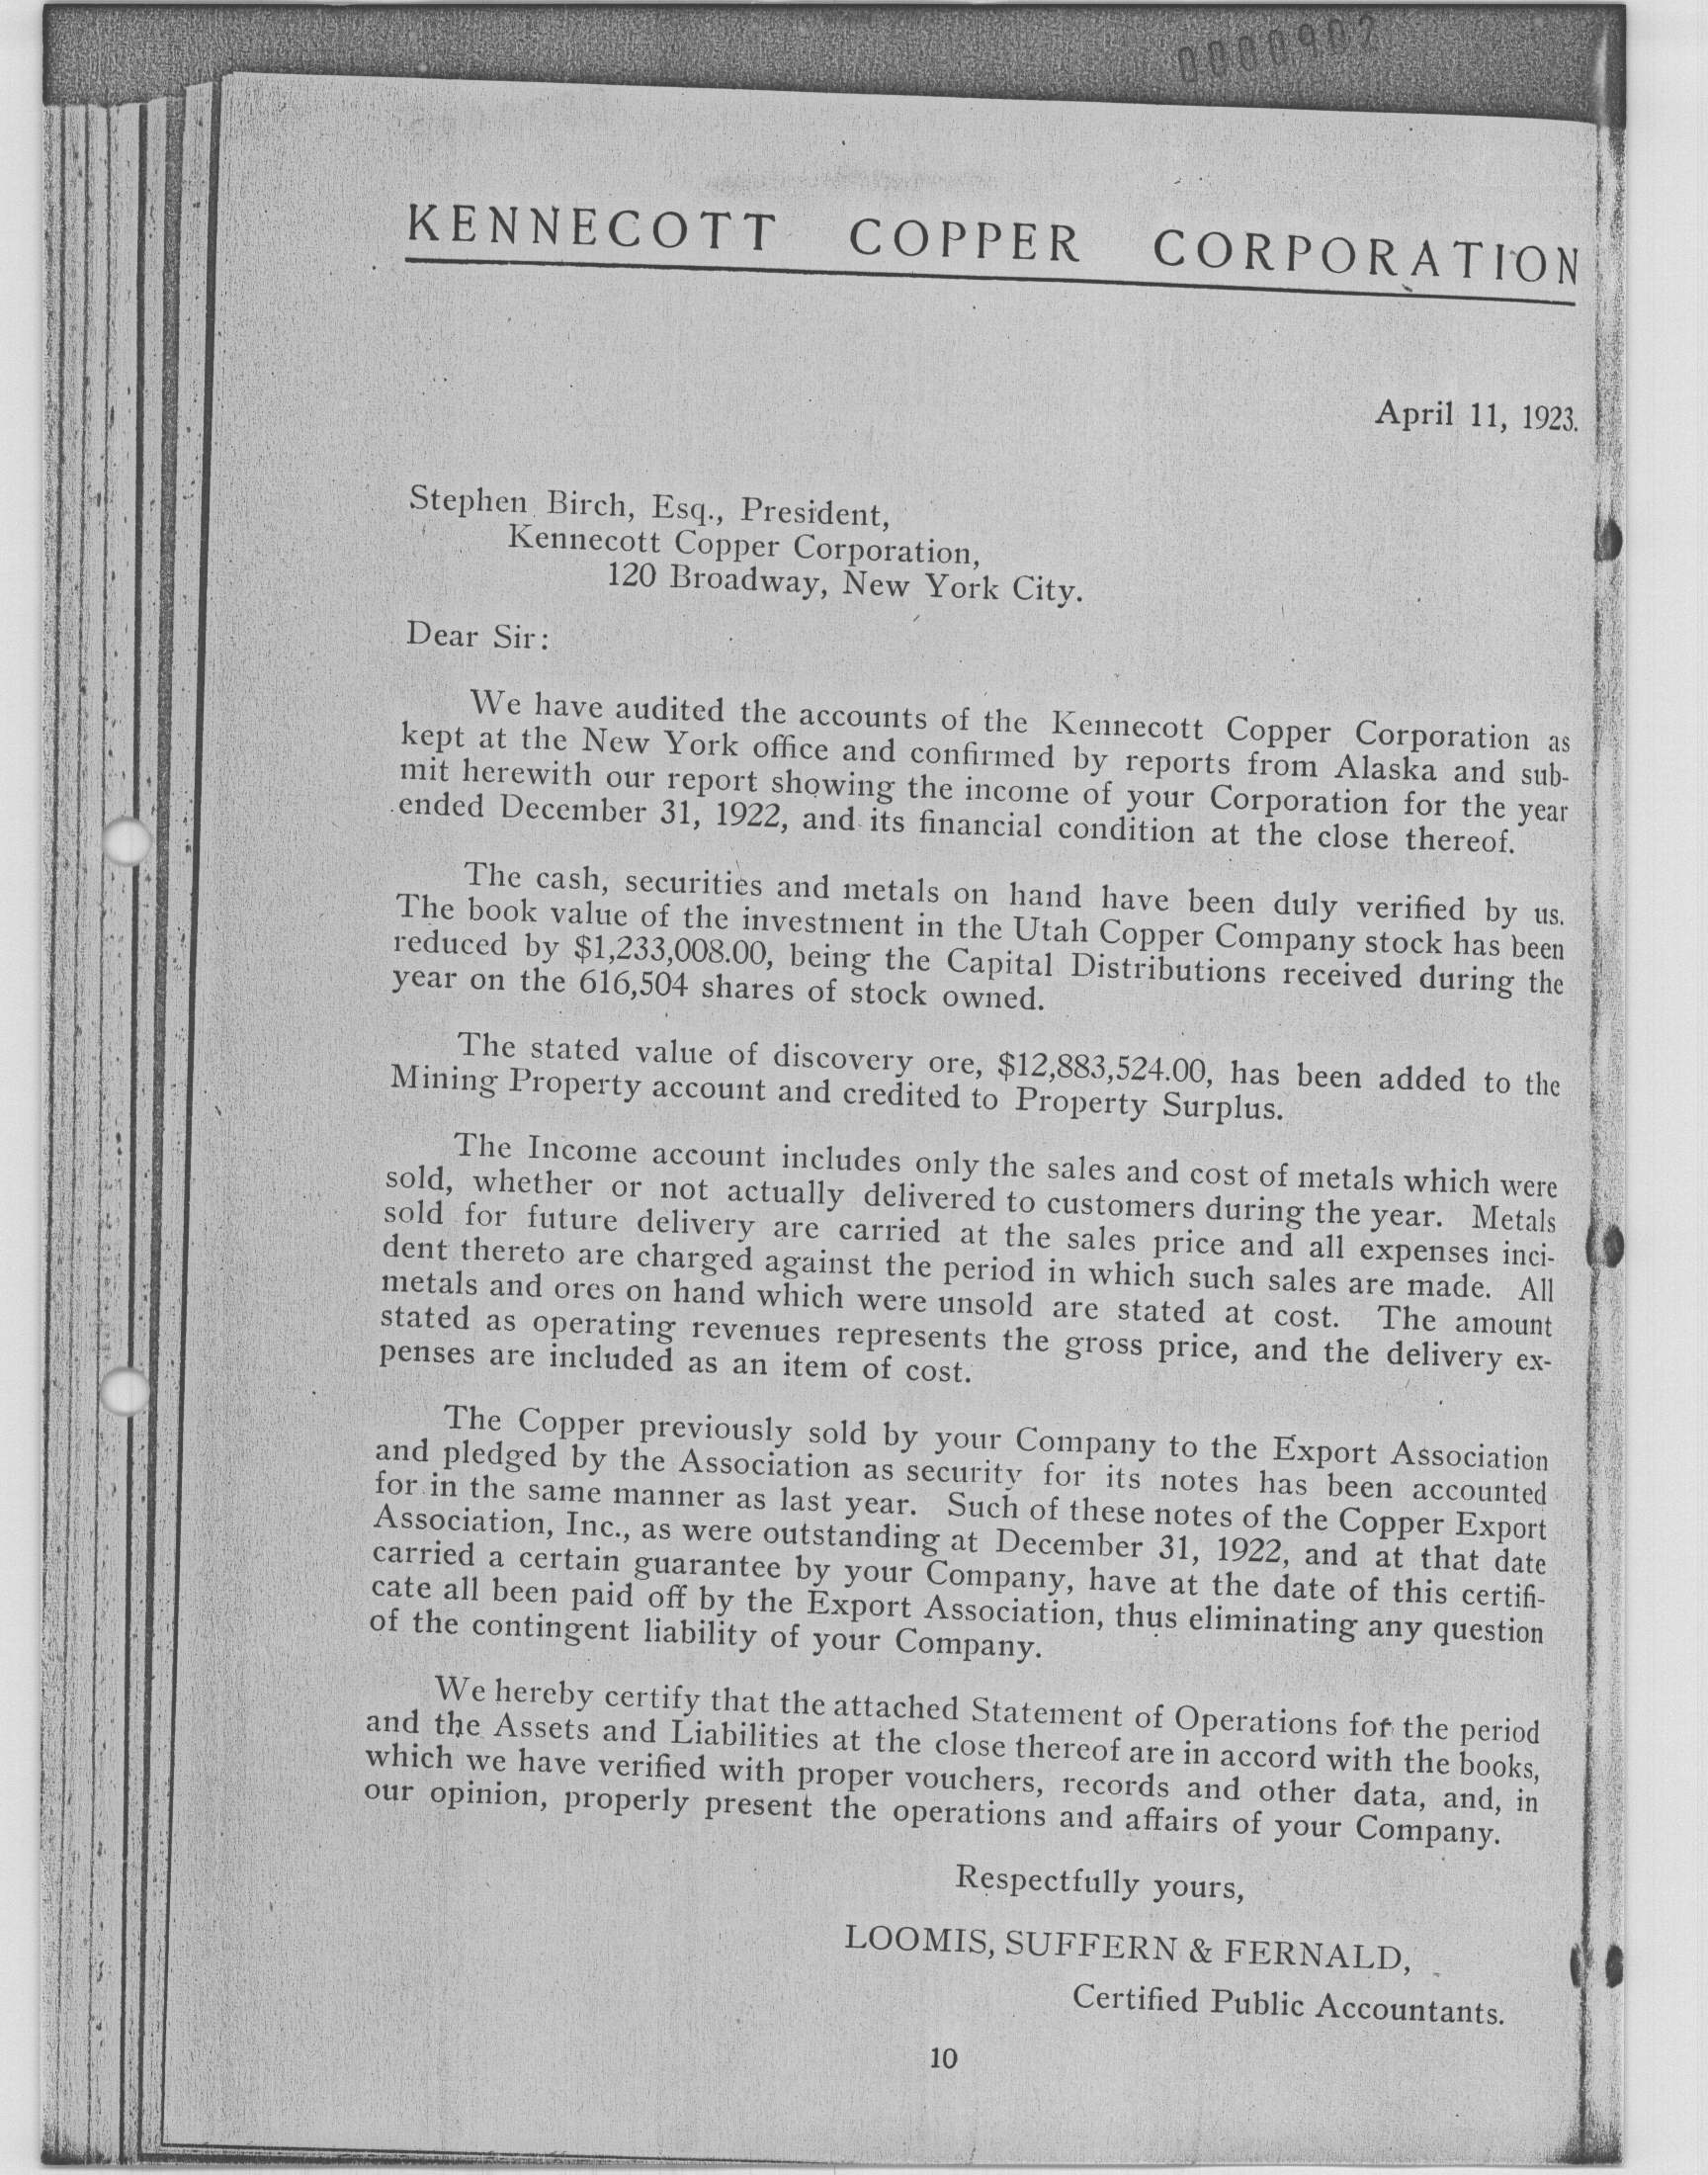 0000902
KENNECOTT COPPER CORPORATION
April 11, 1923.
Stephen Birch, Esq., President,
Kennecott Copper Corporation,
120 Broadway, New York City.
Dear Sir:
We have audited the accounts of the Kennecott Copper Corporation as
kept at the New York office and confirmed by reports from Alaska and sub-
mit herewith our report showing the income of your Corporation for the year
ended December 31, 1922, and its financial condition at the close thereof.
The cash, securities and metals on hand have been duly verified by us.
The book value of the investment in the Utah Copper Company stock has been
reduced by $1,233,008.00, being the Capital Distributions received during the
year on the 616,504 shares of stock owned.
The stated value of discovery ore, $12,883,524.00, has been added to the
Mining Property account and credited to Property Surplus.
The Income account includes only the sales and cost of metals which were
sold, whether or not actually delivered to customers during the year. Metals
sold for future delivery are carried at the sales price and all expenses inci-
dent thereto are charged against the period in which such sales are made. All
metals and ores on hand which were unsold are stated at cost. The amount
stated as operating revenues represents the gross price, and the delivery ex-
penses are included as an item of cost.
The Copper previously sold by your Company to the Export Association
and pledged by the Association as security for its notes has been accounted
for in the same manner as last year. Such of these notes of the Copper Export
Association, Inc., as were outstanding at December 31, 1922, and at that date
carried a certain guarantee by your Company, have at the date of this certifi-
cate all been paid off by the Export Association, thus eliminating any question
of the contingent liability of your Company.
We hereby certify that the attached Statement of Operations for the period
and the Assets and Liabilities at the close thereof are in accord with the books,
which we have verified with proper vouchers, records and other data, and, in
our opinion, properly present the operations and affairs of your Company.
Respectfully yours,
LOOMIS, SUFFERN & FERNALD,
Certified Public Accountants.
10